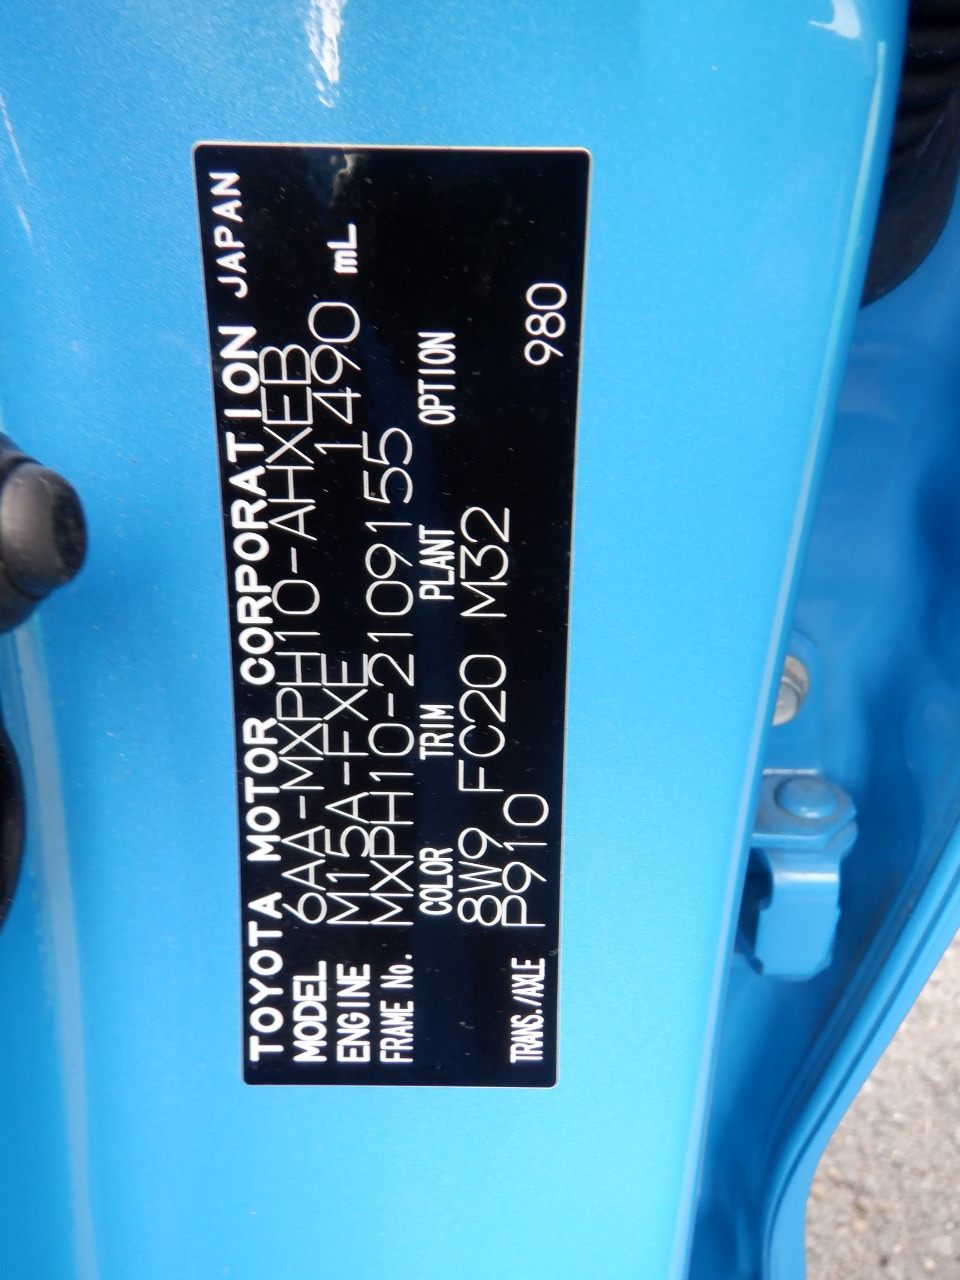 TOYOTA MOTOR CORPORATION JAPAN
MODEL 6AA-MXPH10-AHXEB
ENGINE M15A-FXE 1490 mL
FRAME No. MXPH10-2109155
COLOR TRIM PLANT OPTION
8W9 FC20 M32
TRANS./AXLE P910 980